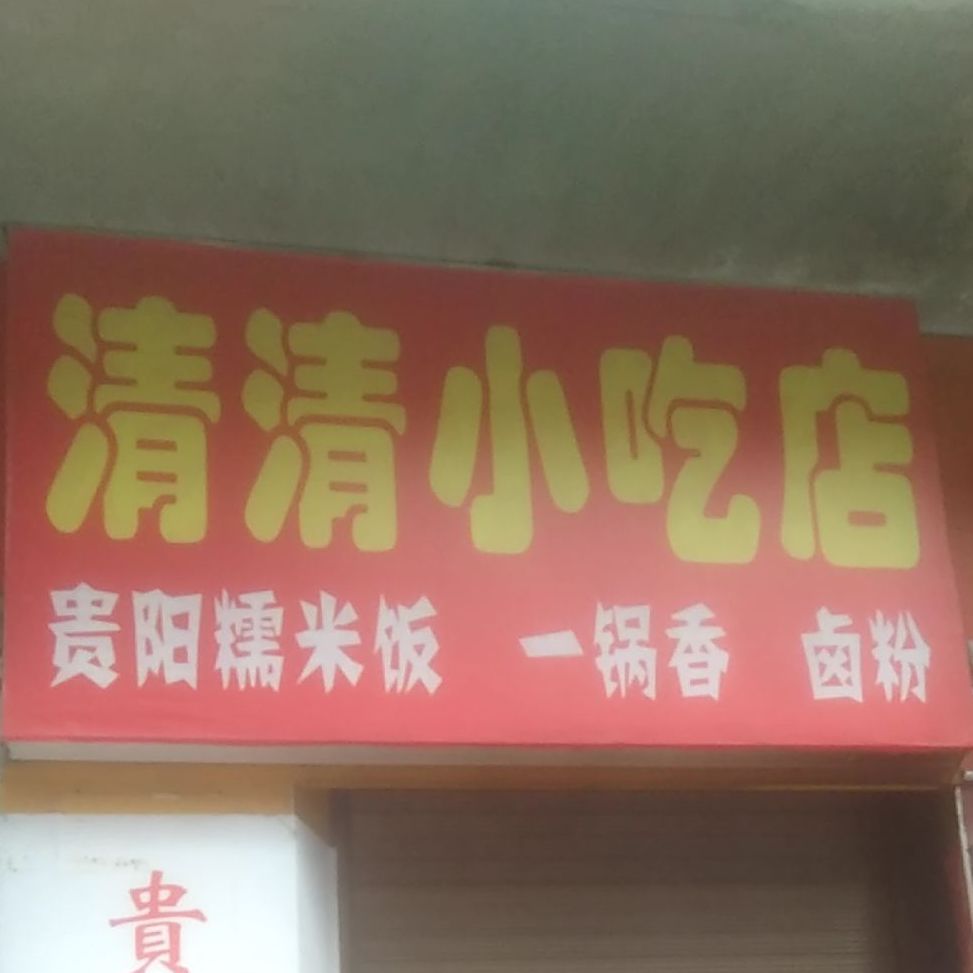 清清小吃店
贵阳糯米饭 一锅香 卤粉
貴